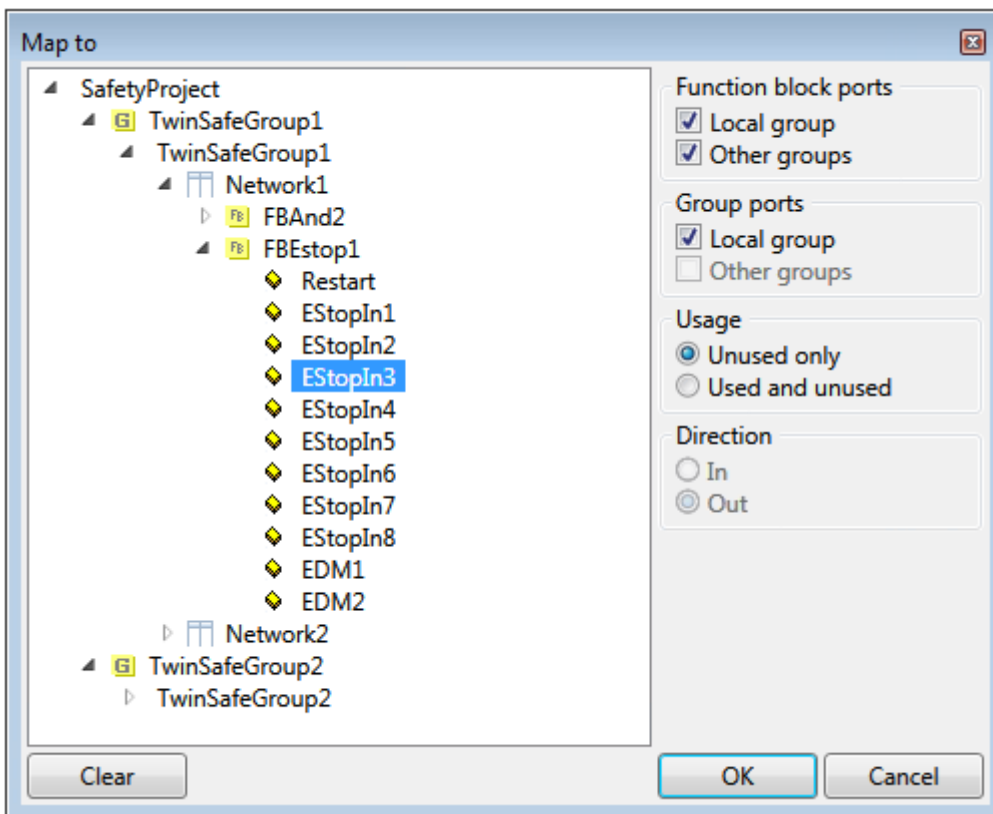 Map to
SafetyProject
G TwinSafeGroup1
TwinSafeGroup1
Network1
FB FBAnd2
FB FBEstop1
Restart
EStopIn1
EStopIn2
EStopIn3
EStopIn4
EStopIn5
EStopIn6
EStopIn7
EStopIn8
EDM1
EDM2
Network2
G TwinSafeGroup2
TwinSafeGroup2
Function block ports
Local group
Other groups
Group ports
Local group
Other groups
Usage
Unused only
Used and unused
Direction
In
Out
Clear
OK
Cancel